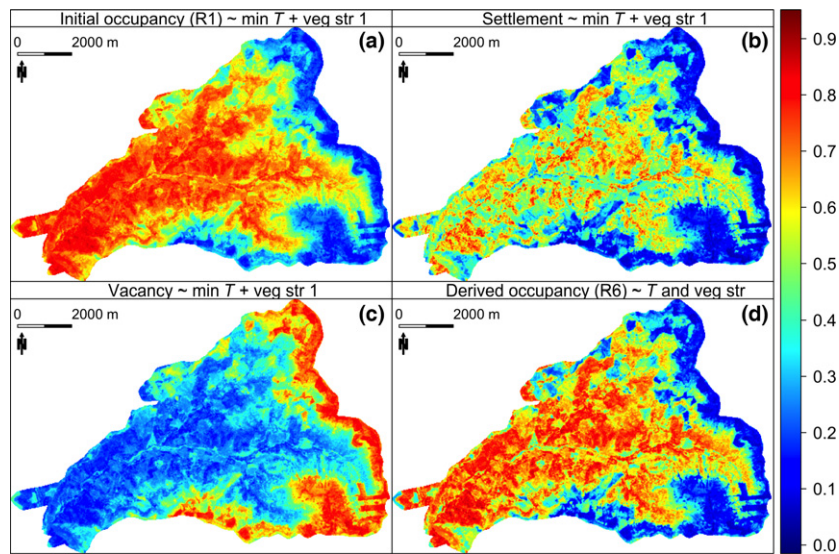 Initial occupancy (R1) ~ min T + veg str 1
Settlement ~ min T + veg str 1
0 2000 m
(a)
N
0 2000 m
(b)
N
Vacancy ~ min T + veg str 1
Derived occupancy (R6) ~ T and veg str
0 2000 m
(c)
N
0 2000 m
(d)
N
0.9
0.8
0.7
0.6
0.5
0.4
0.3
0.2
0.1
0.0